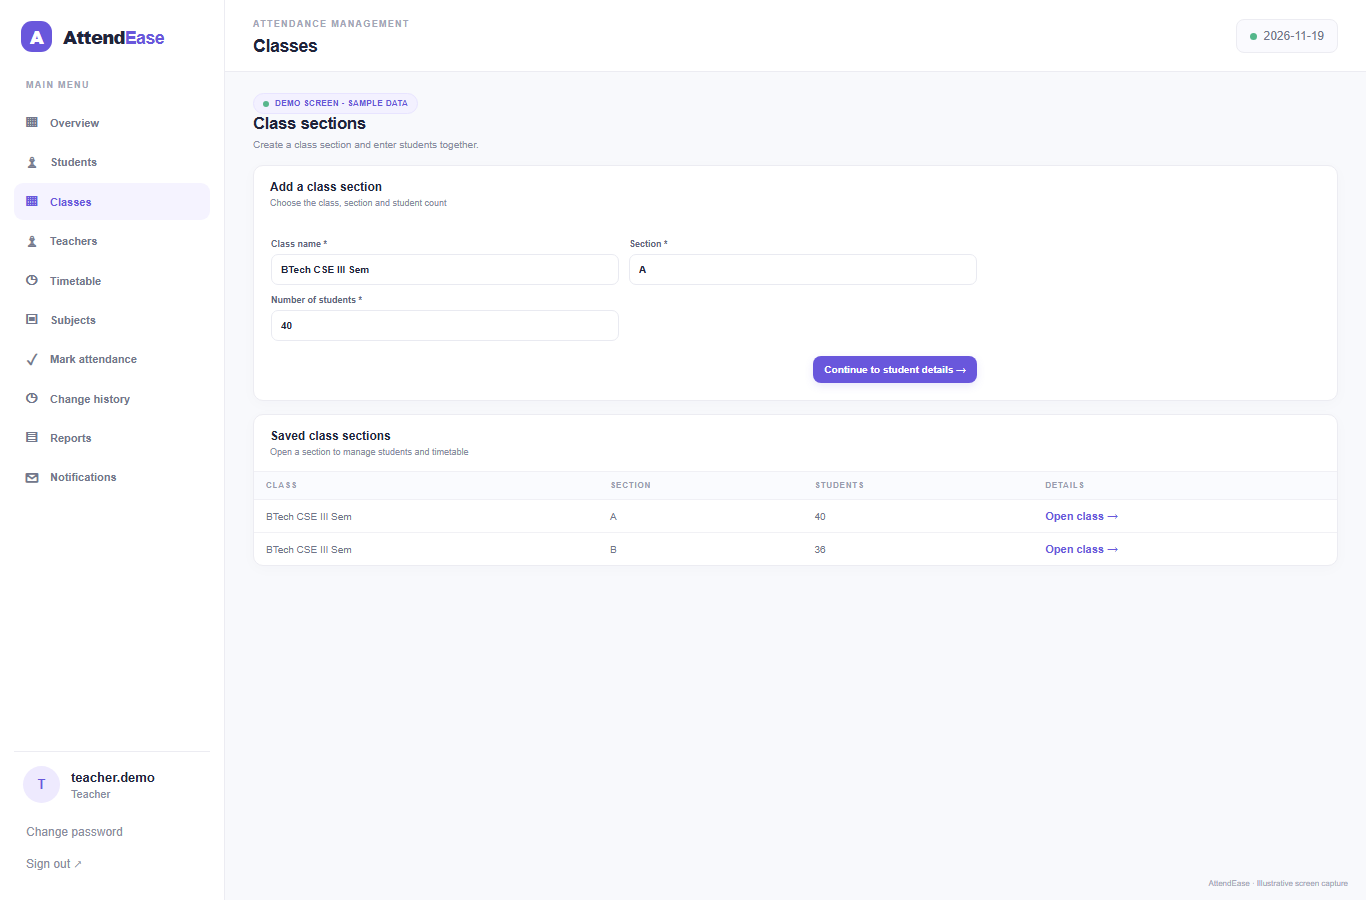 A AttendEase
MAIN MENU
Overview
Students
Classes
Teachers
Timetable
Subjects
Mark attendance
Change history
Reports
Notifications
T
teacher.demo
Teacher
Change password
Sign out ↗
ATTENDANCE MANAGEMENT
Classes
2026-11-19
DEMO SCREEN - SAMPLE DATA
Class sections
Create a class section and enter students together.
Add a class section
Choose the class, section and student count
Class name * Section *
BTech CSE III Sem A
Number of students *
40
Continue to student details →
Saved class sections
Open a section to manage students and timetable
CLASS SECTION STUDENTS DETAILS
BTech CSE III Sem A 40 Open class →
BTech CSE III Sem B 36 Open class →
AttendEase · Illustrative screen capture